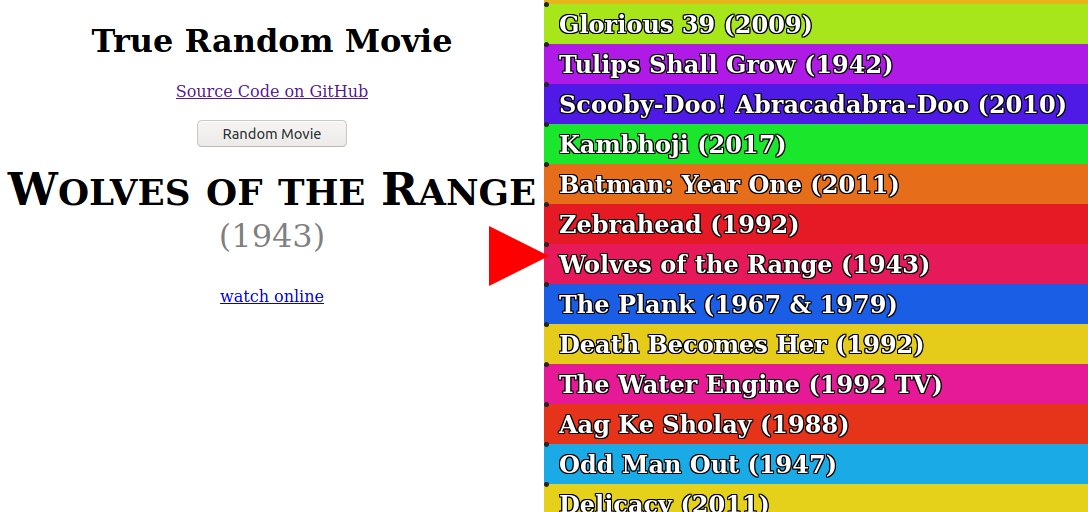 True Random Movie
Source Code on GitHub
Random Movie
Wolves of the Range
(1943)
watch online
Glorious 39 (2009)
Tulips Shall Grow (1942)
Scooby-Doo! Abracadabra-Doo (2010)
Kambhoji (2017)
Batman: Year One (2011)
Zebrahead (1992)
Wolves of the Range (1943)
The Plank (1967 & 1979)
Death Becomes Her (1992)
The Water Engine (1992 TV)
Aag Ke Sholay (1988)
Odd Man Out (1947)
Delicacy (2011)